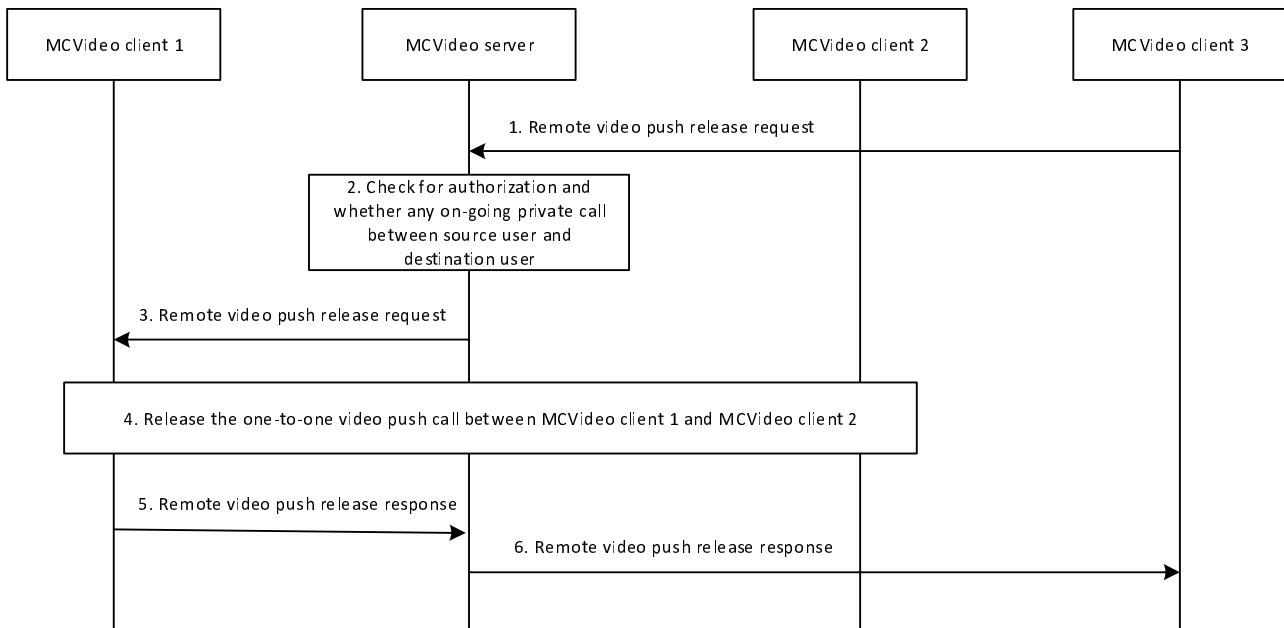 MCVideo client 1
MCVideo server
MCVideo client 2
MCVideo client 3
1. Remote video push release request
2. Check for authorization and
whether any on-going private call
between source user and
destination user
3. Remote video push release request
4. Release the one-to-one video push call between MCVideo client 1 and MCVideo client 2
5. Remote video push release response
6. Remote video push release response